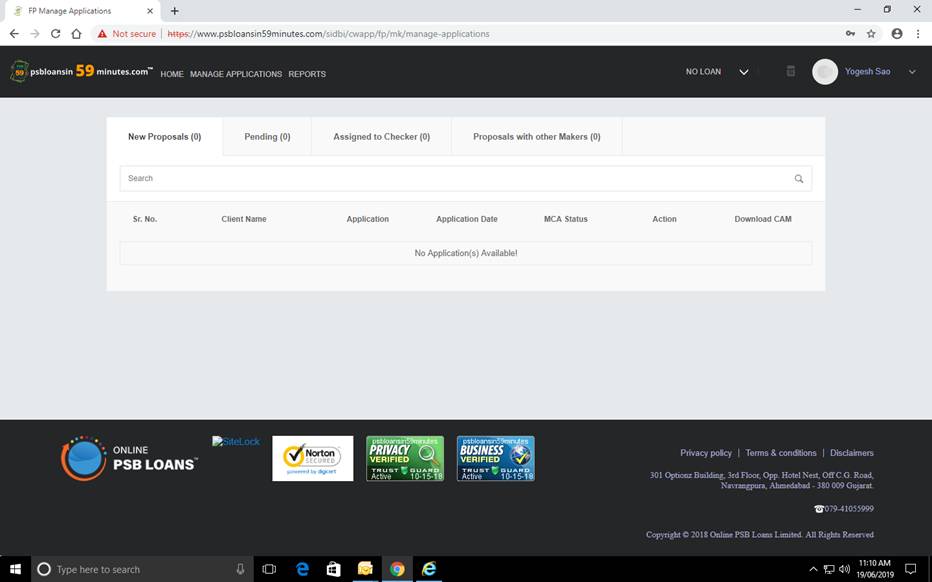 FP Manage Applications
Not secure | https://www.psbloansin59minutes.com/sidbi/cwapp/fp/mk/manage-applications
psbloansin 59 minutes.com™ HOME MANAGE APPLICATIONS REPORTS NO LOAN Yogesh Sao
New Proposals (0) Pending (0) Assigned to Checker (0) Proposals with other Makers (0)
Search
Sr. No. Client Name Application Application Date MCA Status Action Download CAM
No Application(s) Available!
ONLINE
PSB LOANS™
SiteLock
Norton
SECURED
powered by digicert
psbloansin59minutes
PRIVACY
VERIFIED
TRUST GUARD
Active 10-15-18
psbloansin59minutes
BUSINESS
VERIFIED
TRUST GUARD
Active 10-15-18
Privacy policy | Terms & conditions | Disclaimers
301 Optionz Building, 3rd Floor, Opp. Hotel Nest, Off C.G. Road,
Navrangpura, Ahmedabad - 380 009 Gujarat.
☎079-41055999
Copyright © 2018 Online PSB Loans Limited. All Rights Reserved
Type here to search
11:10 AM
19/06/2019